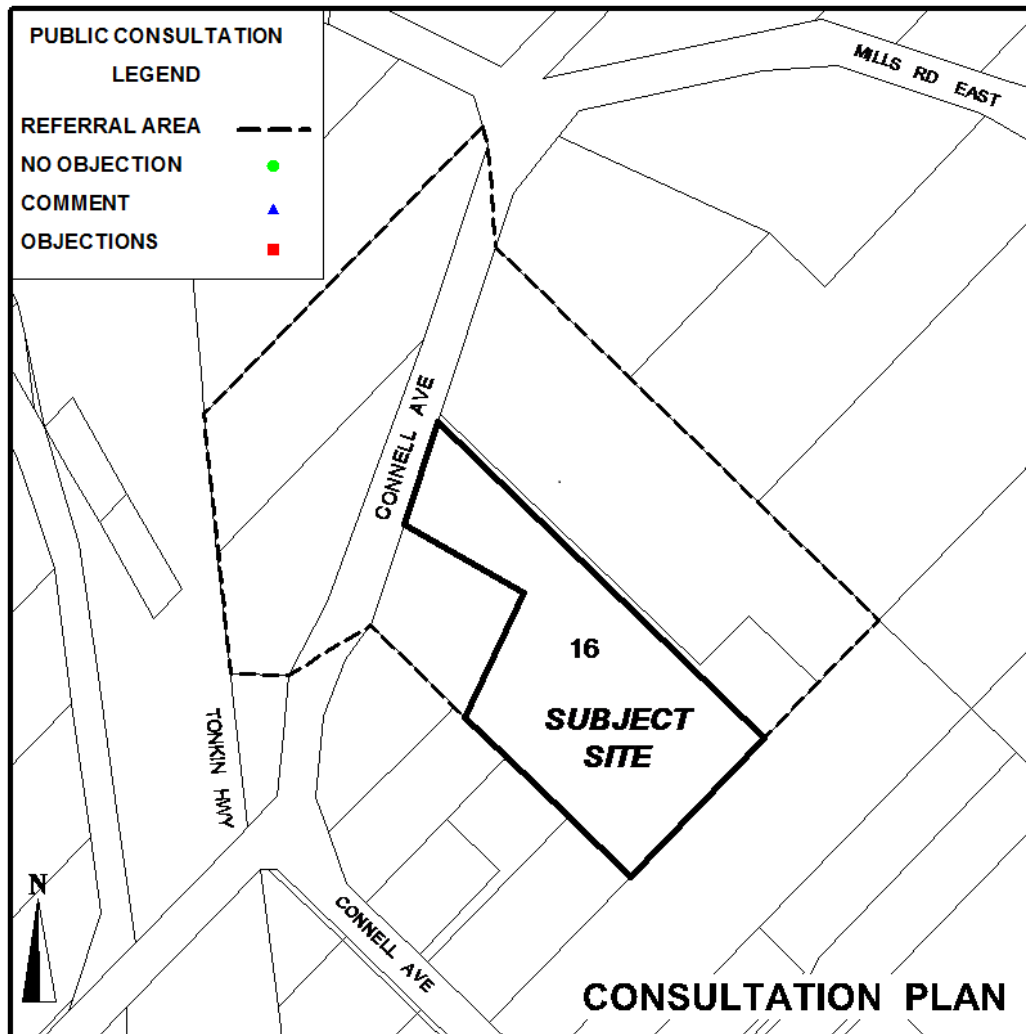 PUBLIC CONSULTATION
LEGEND
REFERRAL AREA
NO OBJECTION
COMMENT
OBJECTIONS
MILLS RD EAST
CONNELL AVE
16
SUBJECT
SITE
TONKIN HWY
N
CONNELL AVE
CONSULTATION PLAN